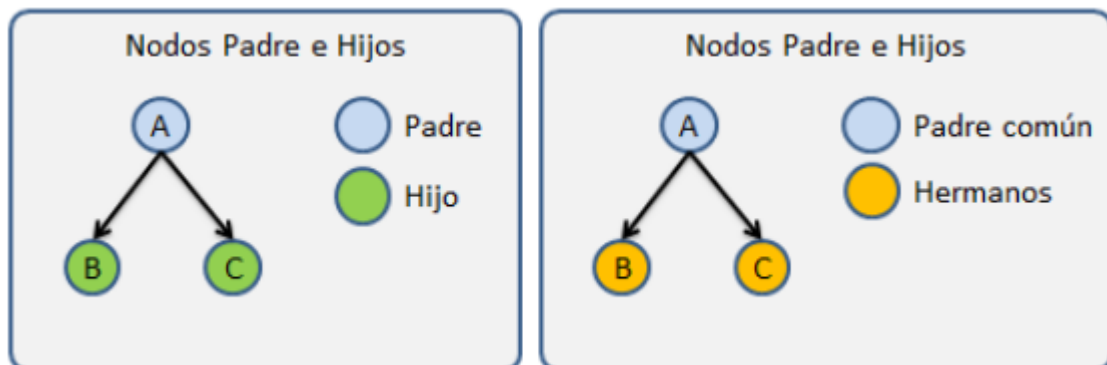 Nodos Padre e Hijos
A
Padre
Hijo
B
C
Nodos Padre e Hijos
A
Padre común
Hermanos
B
C